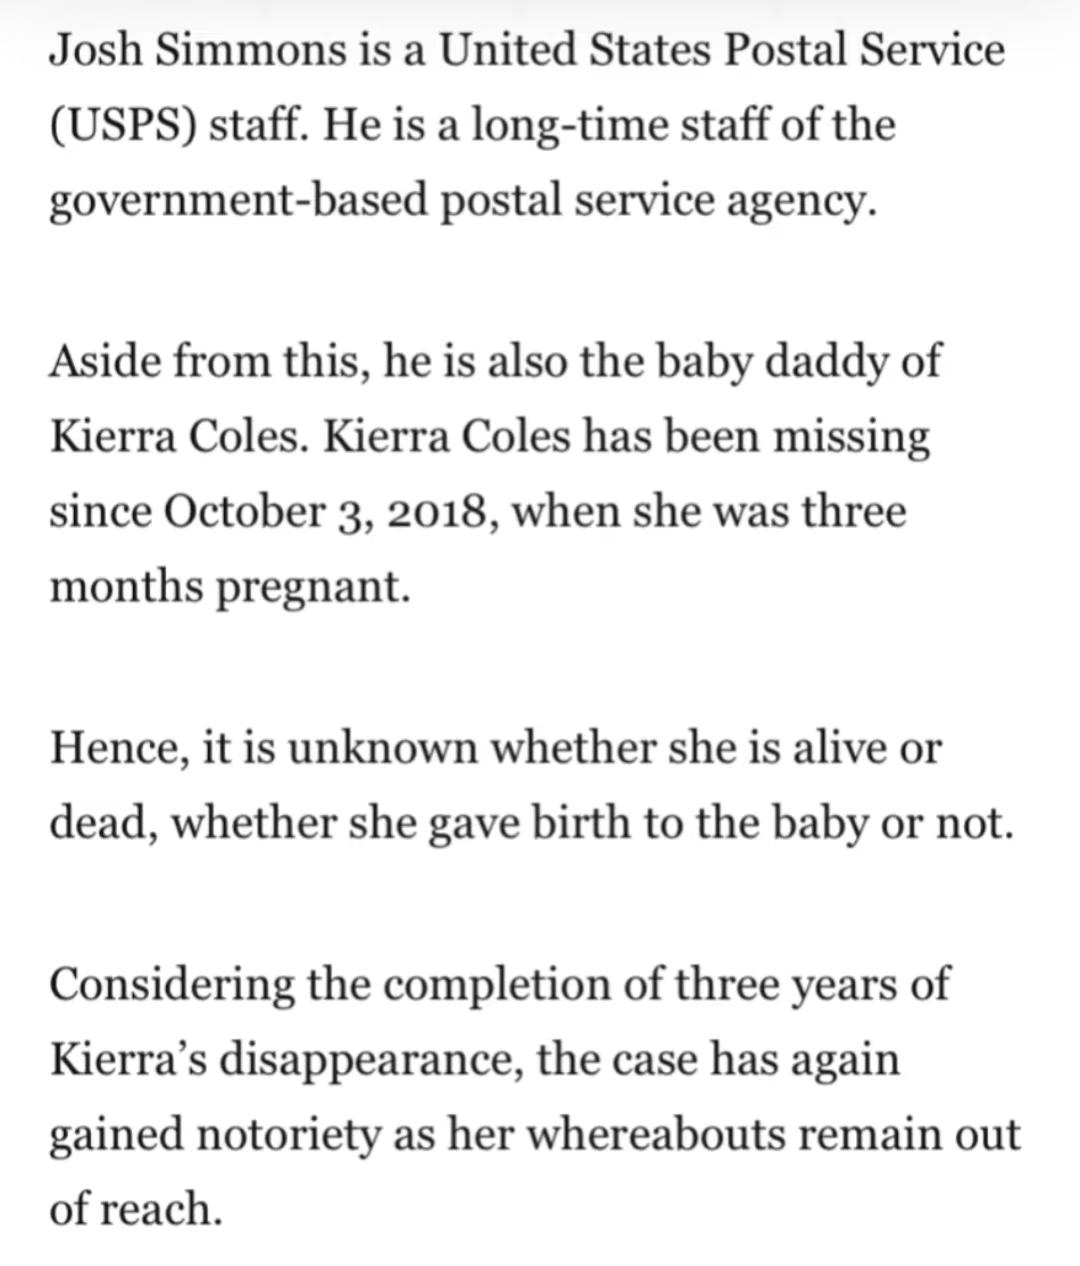 Josh Simmons is a United States Postal Service
(USPS) staff. He is a long-time staff of the
government-based postal service agency.
Aside from this, he is also the baby daddy of
Kierra Coles. Kierra Coles has been missing
since October 3, 2018, when she was three
months pregnant.
Hence, it is unknown whether she is alive or
dead, whether she gave birth to the baby or not.
Considering the completion of three years of
Kierra’s disappearance, the case has again
gained notoriety as her whereabouts remain out
of reach.